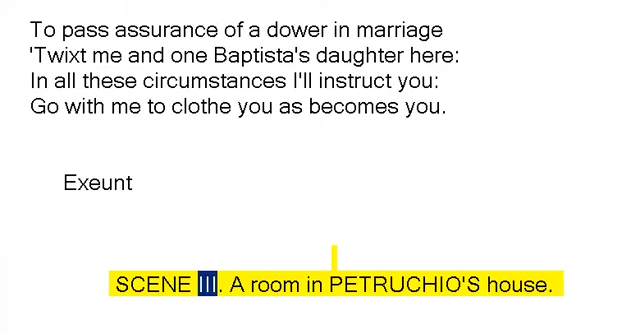 To pass assurance of a dower in marriage
'Twixt me and one Baptista's daughter here:
In all these circumstances I'll instruct you:
Go with me to clothe you as becomes you.
Exeunt
SCENE III. A room in PETRUCHIO'S house.